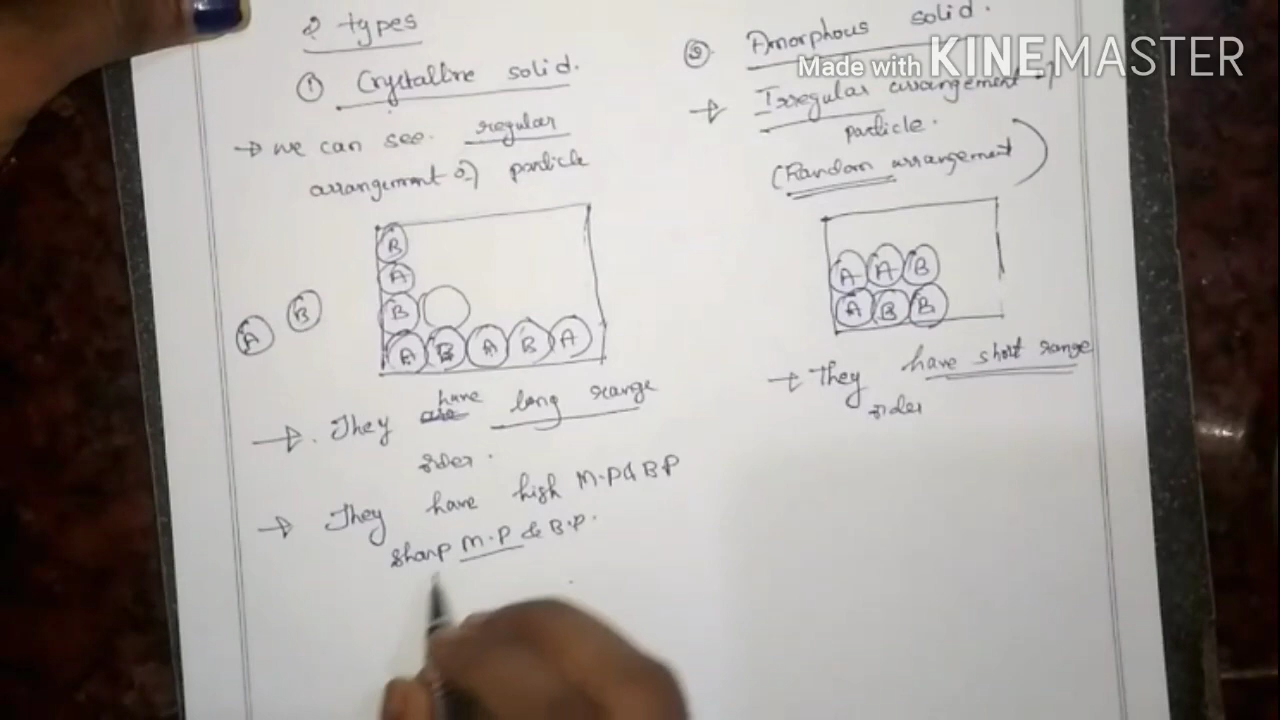 2 types
① Crystalline solid.
→ we can see regular
arrangement of particle
B
A
B
A B A B A
A B
→ They are have long range
order.
→ They have high M.P & B.P
sharp M.P & B.P.
② Amorphous solid.
→ Irregular arrangement of
particle.
(Random arrangement)
A A B
A B B
→ They have short range
order
Made with KINEMASTER